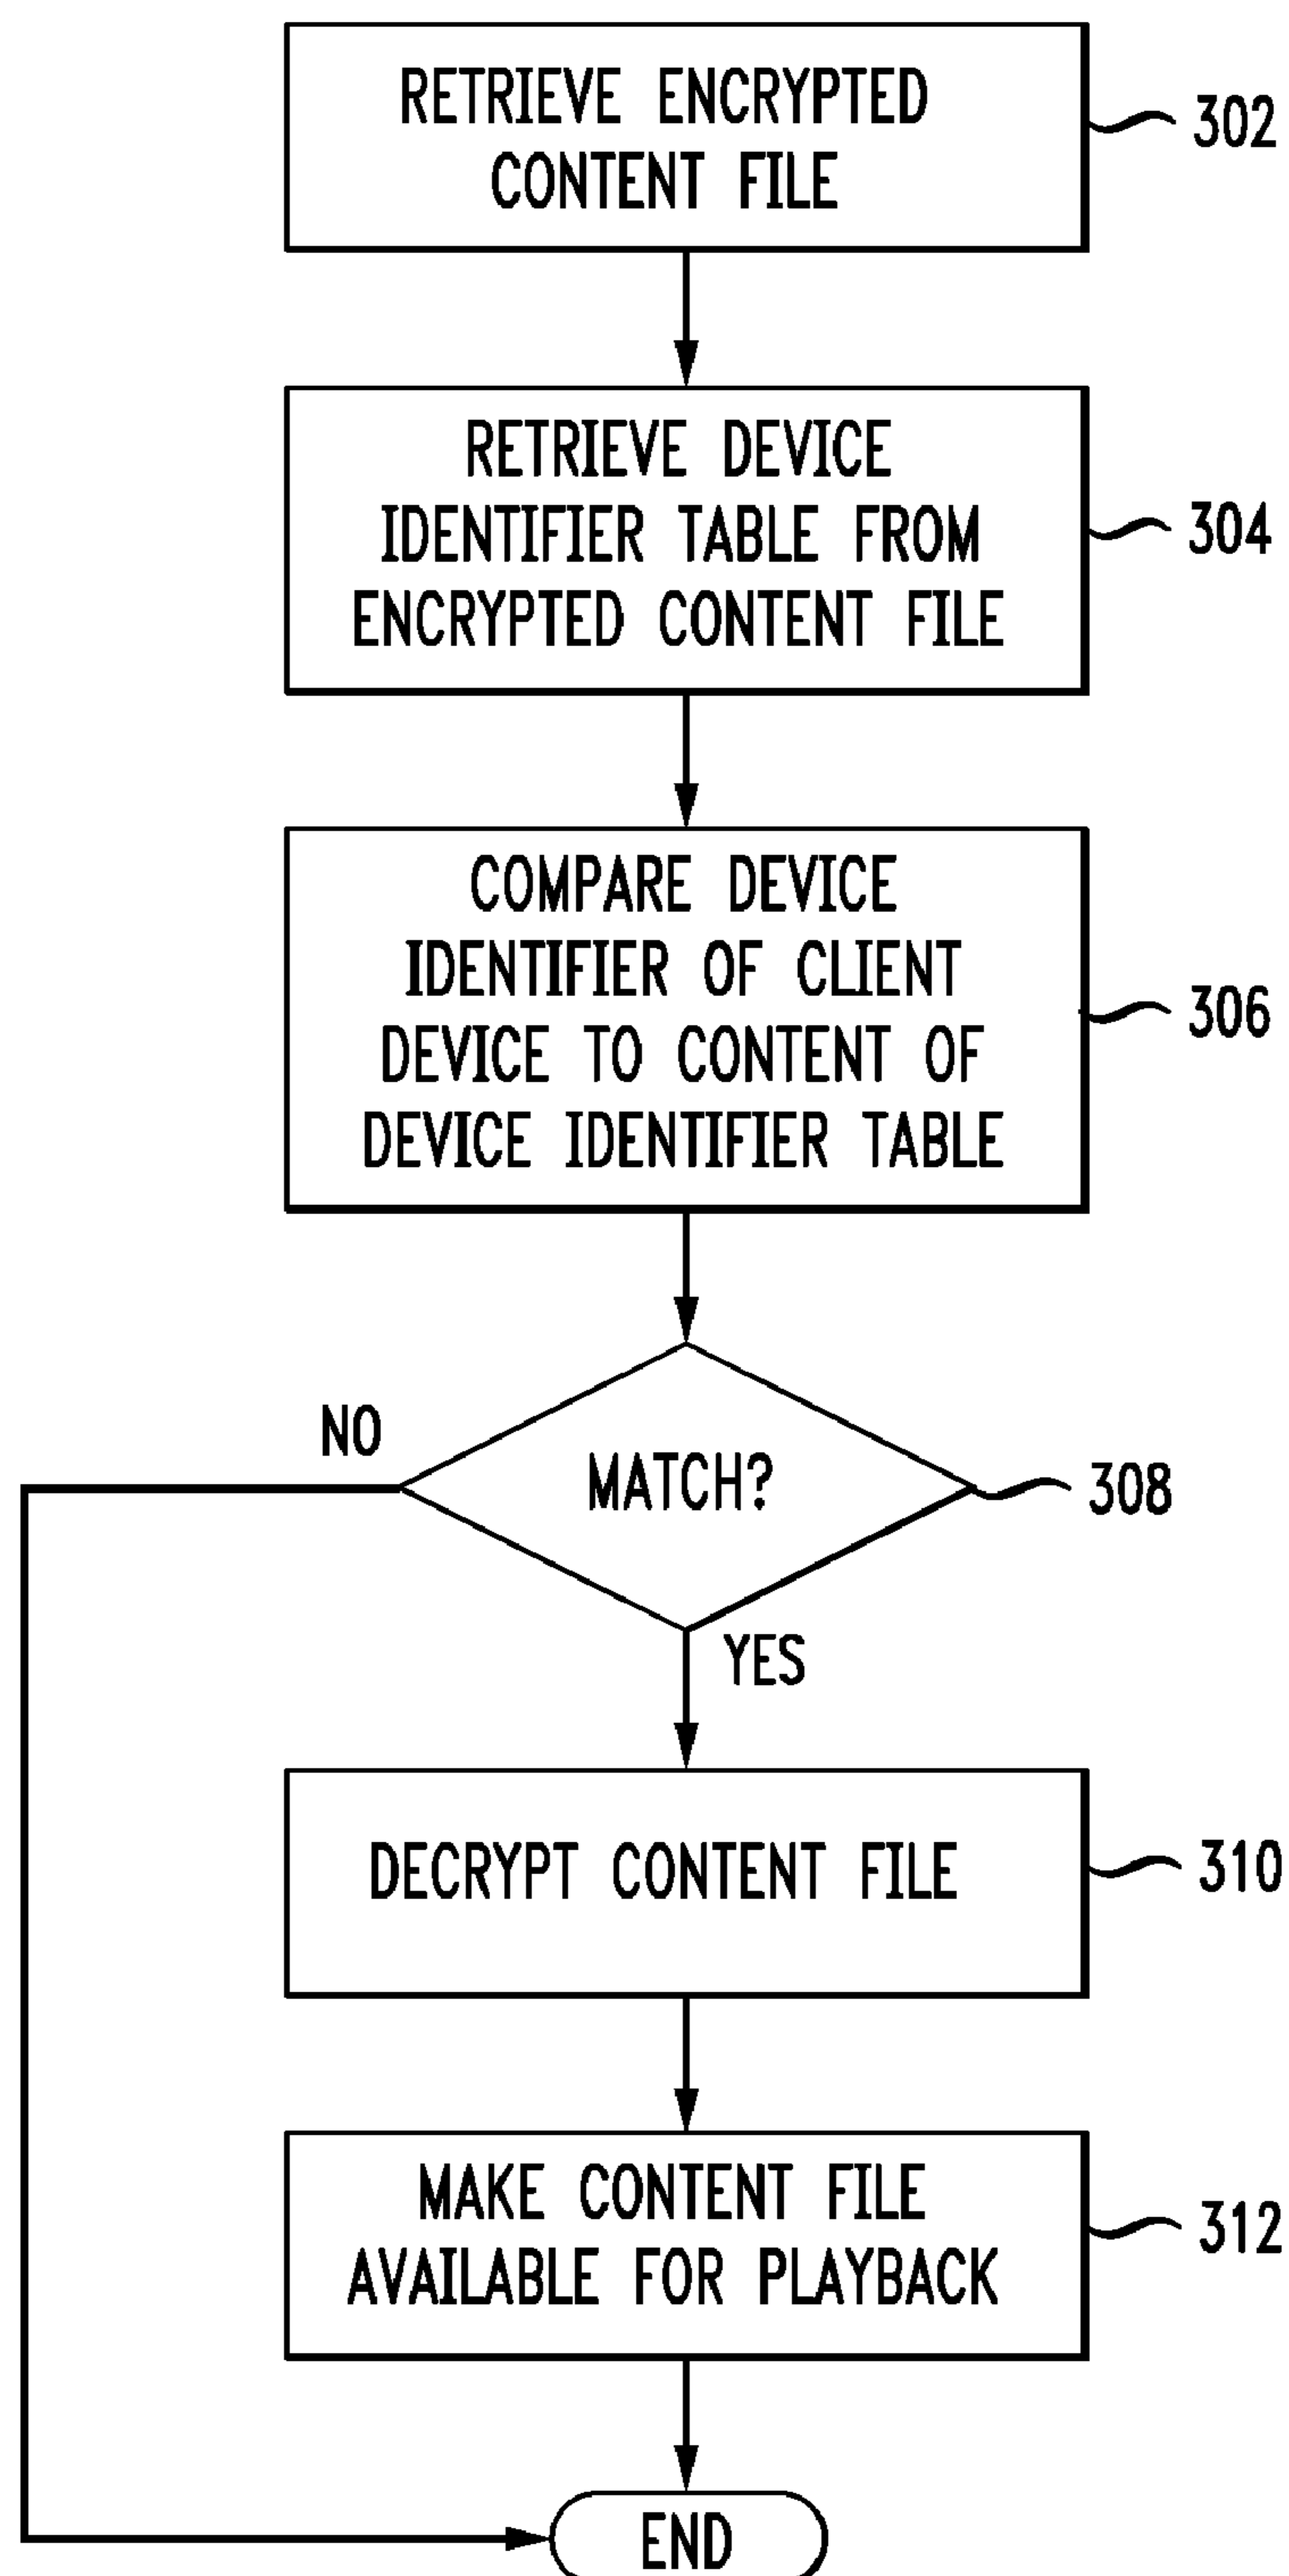 RETRIEVE ENCRYPTED
CONTENT FILE
302
RETRIEVE DEVICE
IDENTIFIER TABLE FROM
ENCRYPTED CONTENT FILE
304
COMPARE DEVICE
IDENTIFIER OF CLIENT
DEVICE TO CONTENT OF
DEVICE IDENTIFIER TABLE
306
NO
MATCH?
308
YES
DECRYPT CONTENT FILE
310
MAKE CONTENT FILE
AVAILABLE FOR PLAYBACK
312
END